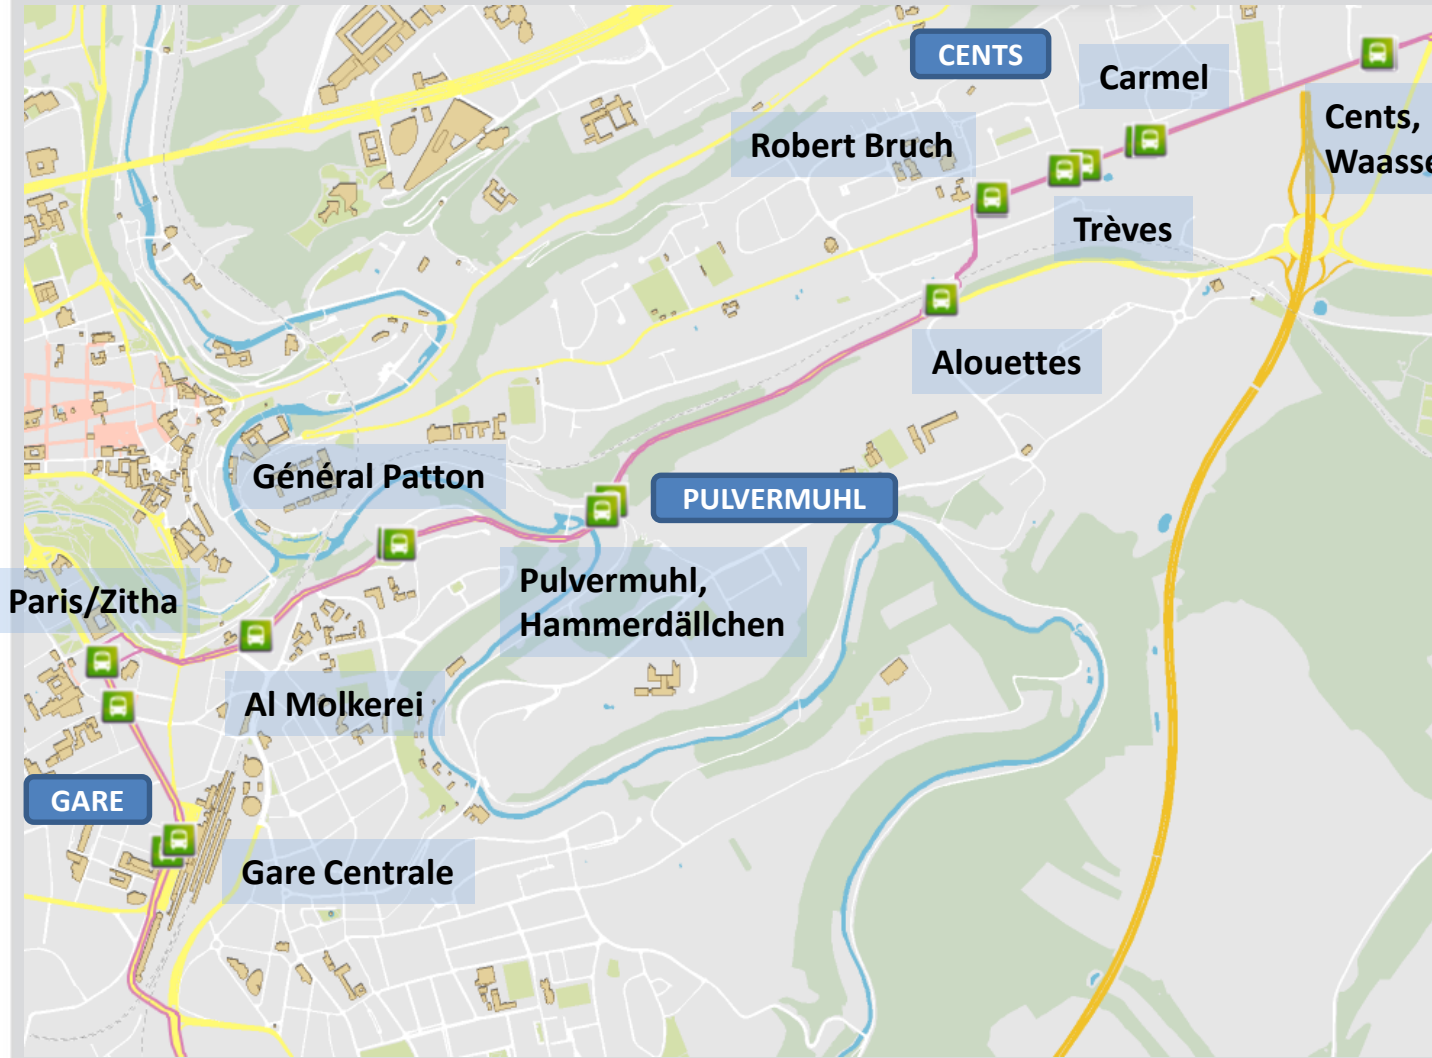 CENTS
Carmel
Cents,
Robert Bruch
Trèves
Alouettes
Général Patton
PULVERMUHL
Pulvermuhl,
Hammerdällchen
Paris/Zitha
Al Molkerei
GARE
Gare Centrale